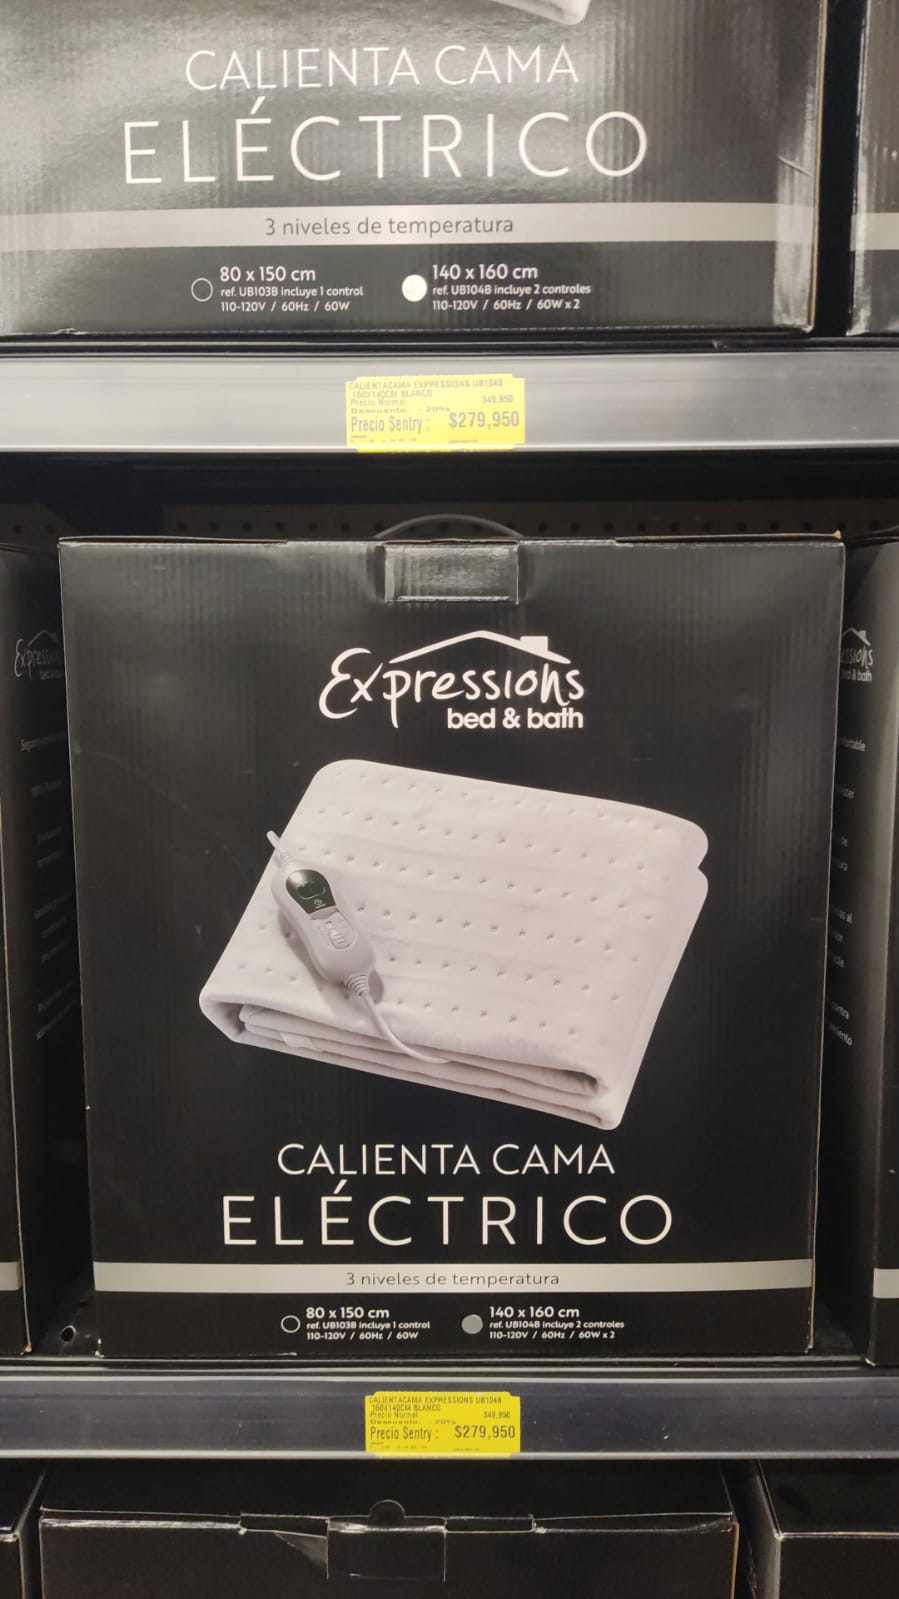 CALIENTA CAMA
ELÉCTRICO
3 niveles de temperatura
80 x 150 cm
ref. UB103B incluye 1 control
110-120V / 60Hz / 60W
140 x 160 cm
ref. UB104B incluye 2 controles
110-120V / 60Hz / 60W x 2
CALIENTACAMA EXPRESSIONS UB104B
160X140CM BLANCO
Precio Normal 349,950
Descuento: -20%
Precio Sentry : $279,950
Expressions
bed & bath
CALIENTA CAMA
ELÉCTRICO
3 niveles de temperatura
80 x 150 cm
ref. UB103B incluye 1 control
110-120V / 60Hz / 60W
140 x 160 cm
ref. UB104B incluye 2 controles
110-120V / 60Hz / 60W x 2
CALIENTACAMA EXPRESSIONS UB104B
160X140CM BLANCO
Precio Normal 349,950
Descuento: -20%
Precio Sentry : $279,950